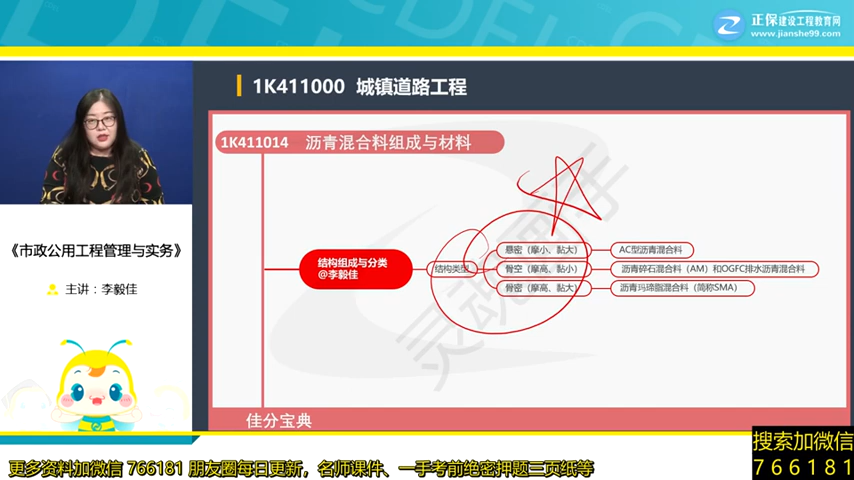 正保建设工程教育网
www.jianshe99.com
1K411000 城镇道路工程
1K411014 沥青混合料组成与材料
《市政公用工程管理与实务》
主讲：李毅佳
结构组成与分类
@李毅佳
结构类型
悬密（摩小、黏大）
AC型沥青混合料
骨空（摩高、黏小）
沥青碎石混合料（AM）和OGFC排水沥青混合料
骨密（摩高、黏大）
沥青玛蹄脂混合料（简称SMA）
佳分宝典
搜索加微信
766181
更多资料加微信 766181 朋友圈每日更新，名师课件、一手考前绝密押题三页纸等